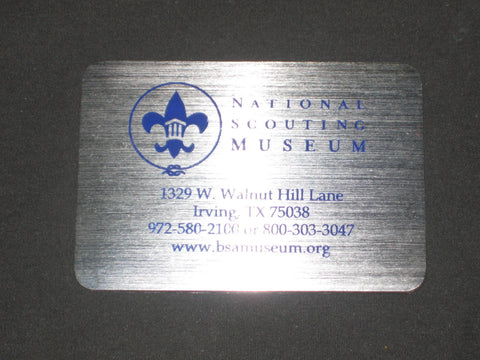 NATIONAL
SCOUTING
MUSEUM
1329 W. Walnut Hill Lane
Irving, TX 75038
972-580-2100 or 800-303-3047
www.bsamuseum.org